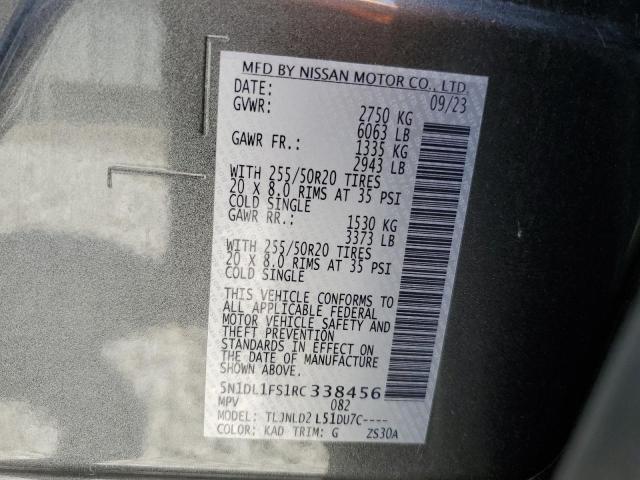 MFD BY NISSAN MOTOR CO., LTD.
DATE: 09/23
GVWR: 2750 KG
6063 LB
GAWR FR.: 1335 KG
2943 LB
WITH 255/50R20 TIRES
20 X 8.0 RIMS AT 35 PSI
COLD SINGLE
GAWR RR.: 1530 KG
3373 LB
WITH 255/50R20 TIRES
20 X 8.0 RIMS AT 35 PSI
COLD SINGLE
THIS VEHICLE CONFORMS TO
ALL APPLICABLE FEDERAL
MOTOR VEHICLE SAFETY AND
THEFT PREVENTION
STANDARDS IN EFFECT ON
THE DATE OF MANUFACTURE
SHOWN ABOVE.
5N1DL1FS1RC338456
MPV 082
MODEL: TLJNLD2 L51DU7C----
COLOR: KAD TRIM: G ZS30A